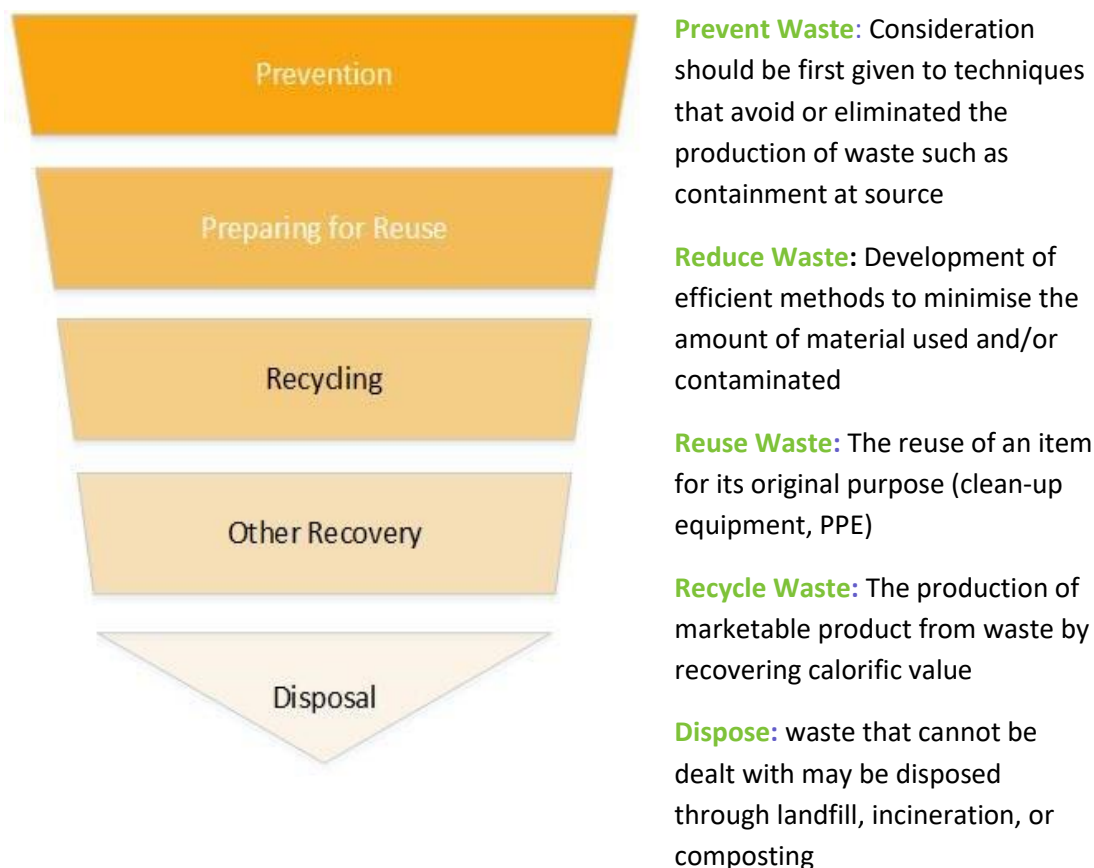 Prevention
Preparing for Reuse
Recycling
Other Recovery
Disposal
Prevent Waste: Consideration
should be first given to techniques
that avoid or eliminated the
production of waste such as
containment at source
Reduce Waste: Development of
efficient methods to minimise the
amount of material used and/or
contaminated
Reuse Waste: The reuse of an item
for its original purpose (clean-up
equipment, PPE)
Recycle Waste: The production of
marketable product from waste by
recovering calorific value
Dispose: waste that cannot be
dealt with may be disposed
through landfill, incineration, or
composting